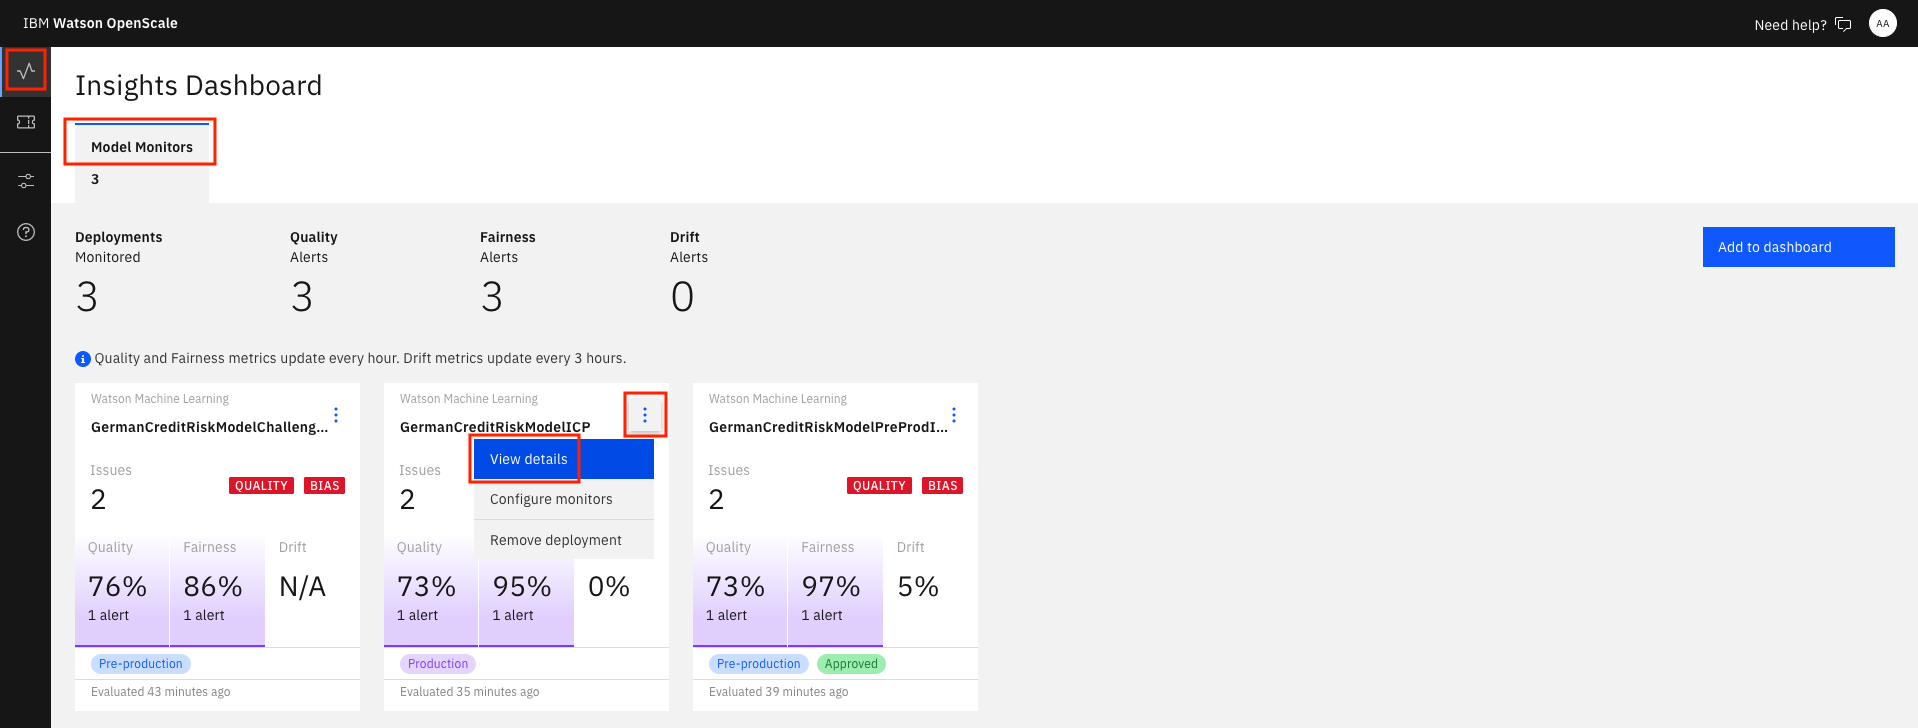 IBM Watson OpenScale
Need help?
AA
Insights Dashboard
Model Monitors
3
Deployments
Monitored
3
Quality
Alerts
3
Fairness
Alerts
3
Drift
Alerts
0
Add to dashboard
Quality and Fairness metrics update every hour. Drift metrics update every 3 hours.
Watson Machine Learning
GermanCreditRiskModelChalleng...
Issues
2
QUALITY BIAS
Quality Fairness Drift
76% 86% N/A
1 alert 1 alert
Pre-production
Evaluated 43 minutes ago
Watson Machine Learning
GermanCreditRiskModelICP
View details
Configure monitors
Remove deployment
Issues
2
Quality
73% 95% 0%
1 alert 1 alert
Production
Evaluated 35 minutes ago
Watson Machine Learning
GermanCreditRiskModelPreProdI...
Issues
2
QUALITY BIAS
Quality Fairness Drift
73% 97% 5%
1 alert 1 alert
Pre-production Approved
Evaluated 39 minutes ago